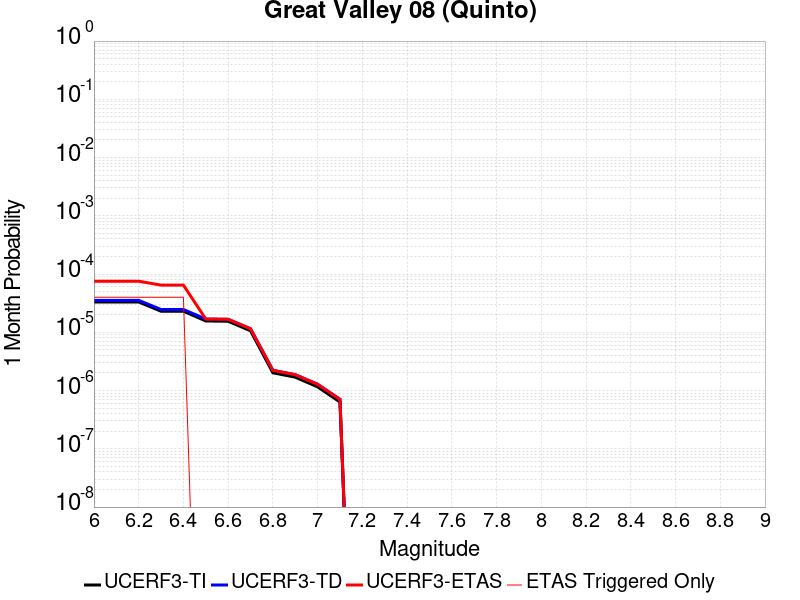 Great Valley 08 (Quinto)
1 Month Probability
10^0
10^-1
10^-2
10^-3
10^-4
10^-5
10^-6
10^-7
10^-8
6 6.2 6.4 6.6 6.8 7 7.2 7.4 7.6 7.8 8 8.2 8.4 8.6 8.8 9
Magnitude
UCERF3-TI UCERF3-TD UCERF3-ETAS ETAS Triggered Only